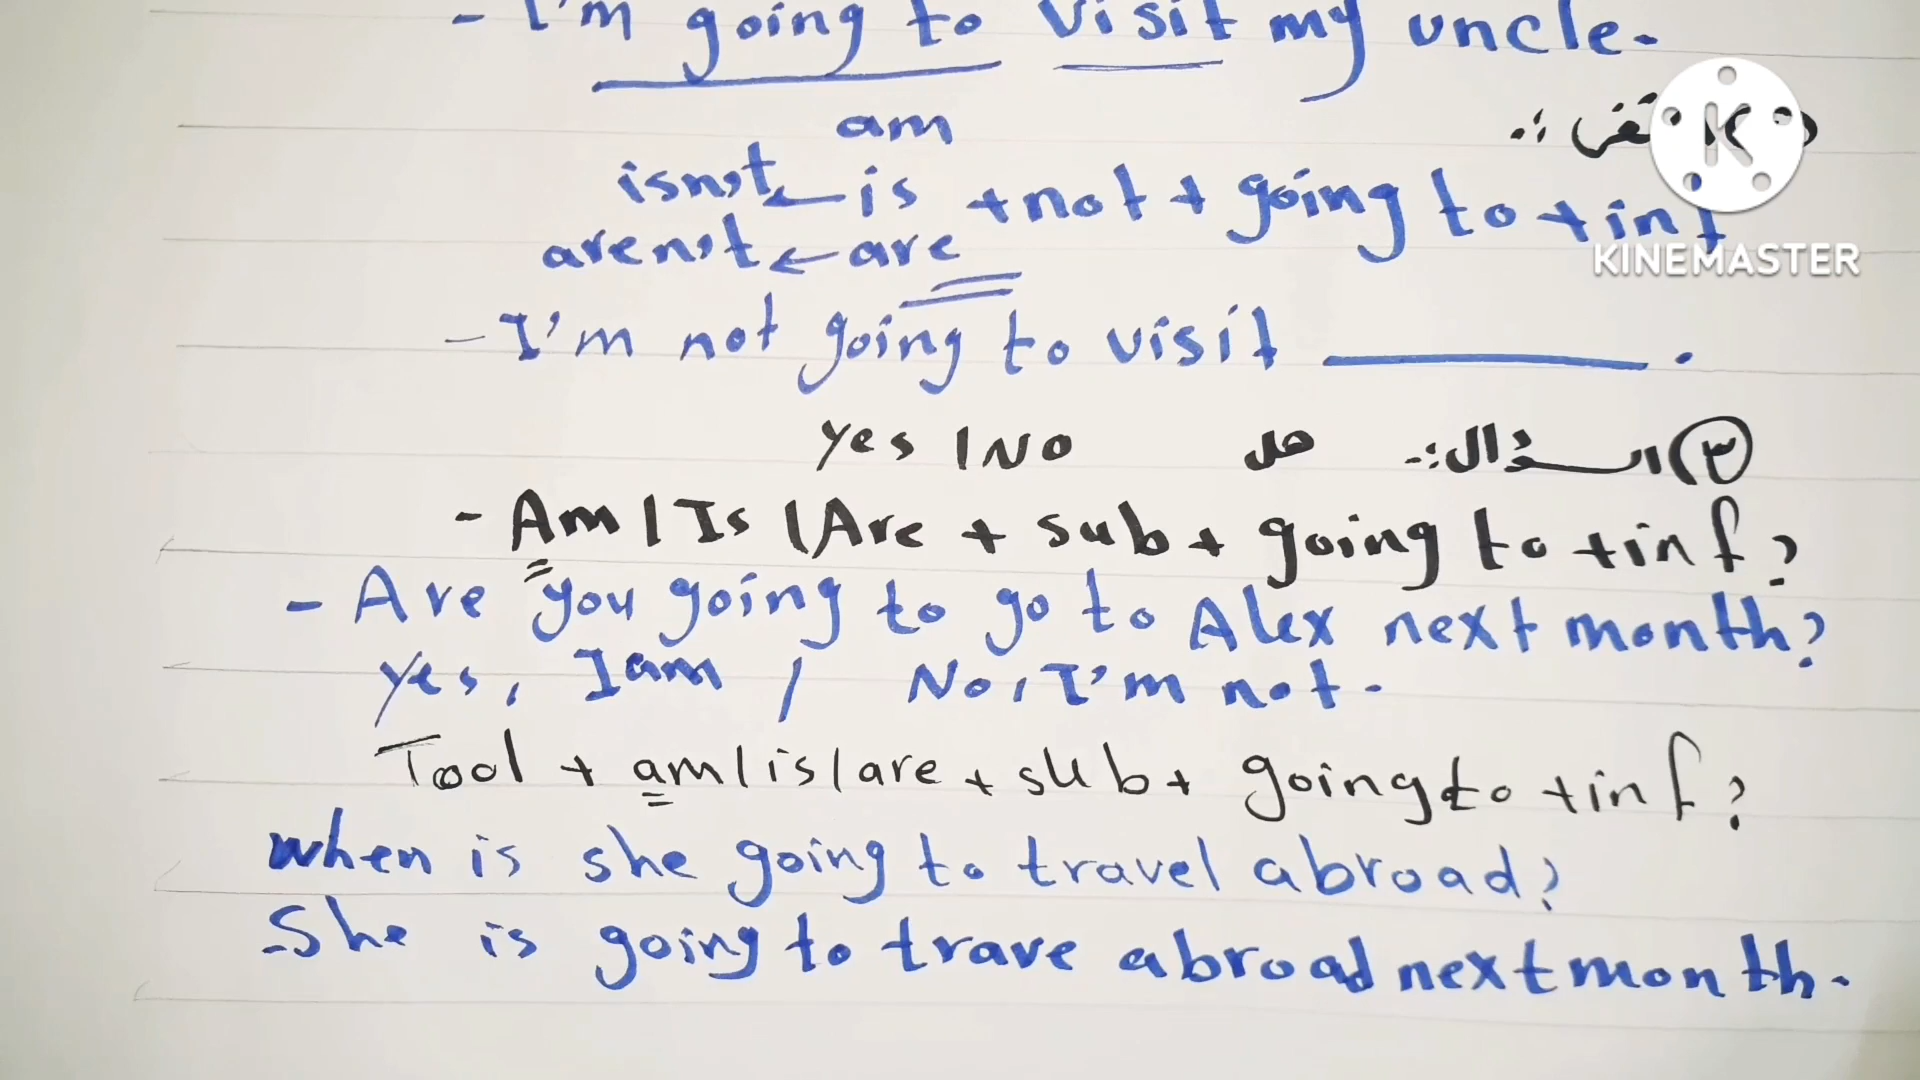 - I'm going to visit my uncle.
am
isn't ← is + not + going to + inf
aren't ← are
KINEMASTER
- I'm not going to visit ______ .
٣ السؤال:- هل Yes / No
- Am / Is / Are + sub + going to + inf?
- Are you going to go to Alex next month?
Yes, I am / No, I'm not.
Tool + am / is / are + sub + going to + inf?
when is she going to travel abroad?
She is going to trave abroad next month.